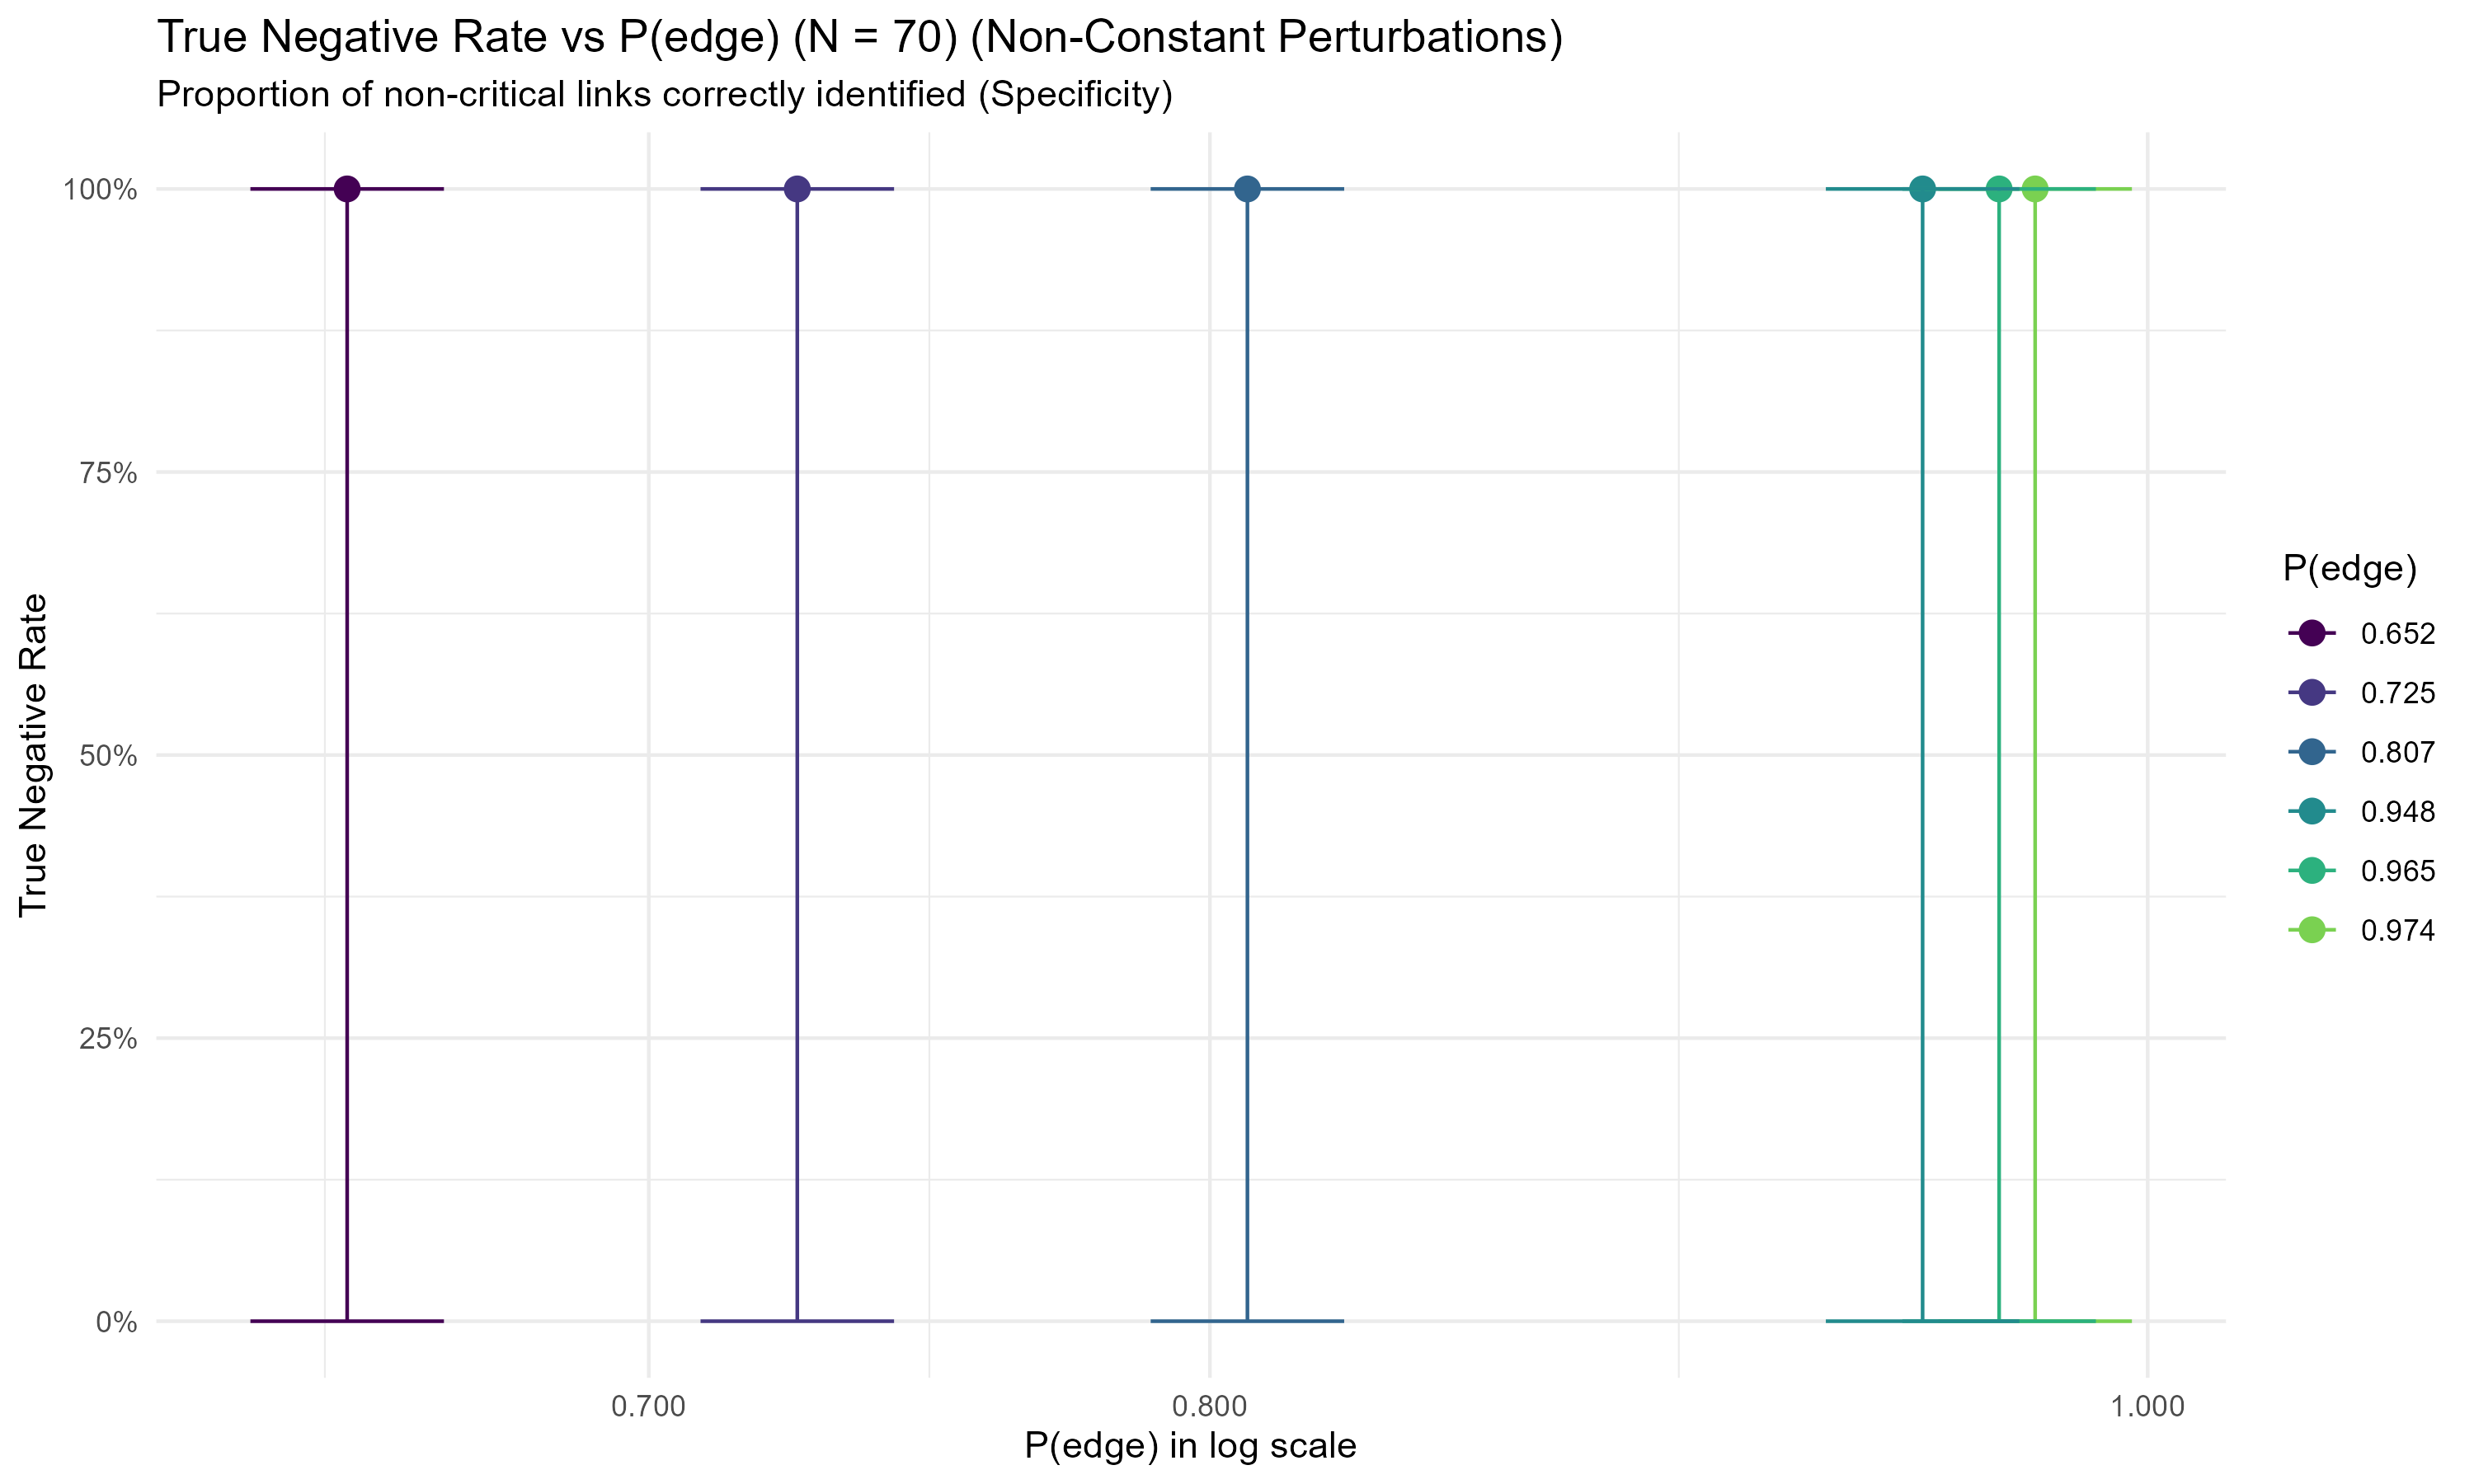 True Negative Rate vs P(edge) (N = 70) (Non-Constant Perturbations)
Proportion of non-critical links correctly identified (Specificity)
True Negative Rate
100%
75%
50%
25%
0%
0.700
0.800
1.000
P(edge) in log scale
P(edge)
0.652
0.725
0.807
0.948
0.965
0.974